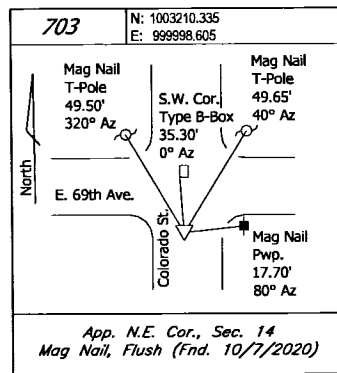 703
N: 1003210.335
E: 999998.605
Mag Nail
T-Pole
49.50'
320° Az
S.W. Cor.
Type B-Box
35.30'
0° Az
Mag Nail
T-Pole
49.65'
40° Az
North
E. 69th Ave.
Colorado St.
Mag Nail
Pwp.
17.70'
80° Az
App. N.E. Cor., Sec. 14
Mag Nail, Flush (Fnd. 10/7/2020)